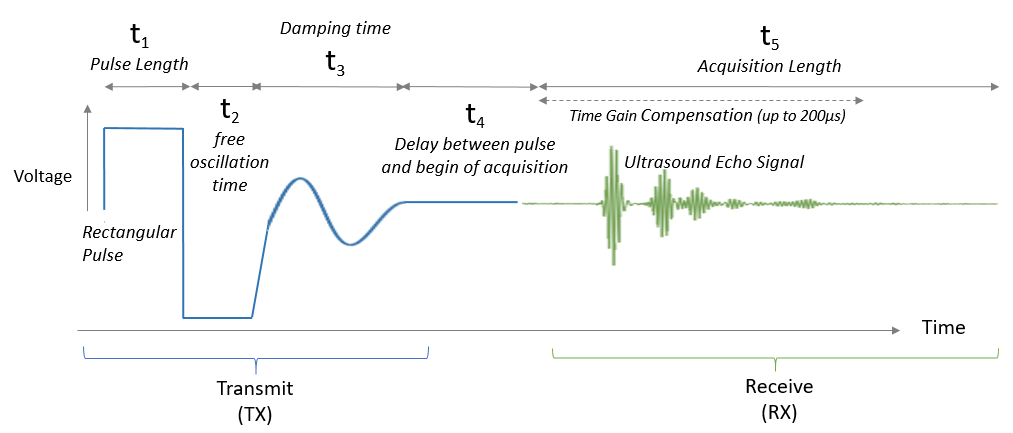 t1
Pulse Length
t2
free
oscillation
time
Damping time
t3
t4
Delay between pulse
and begin of acquisition
t5
Acquisition Length
Time Gain Compensation (up to 200µs)
Ultrasound Echo Signal
Voltage
Rectangular
Pulse
Time
Transmit
(TX)
Receive
(RX)